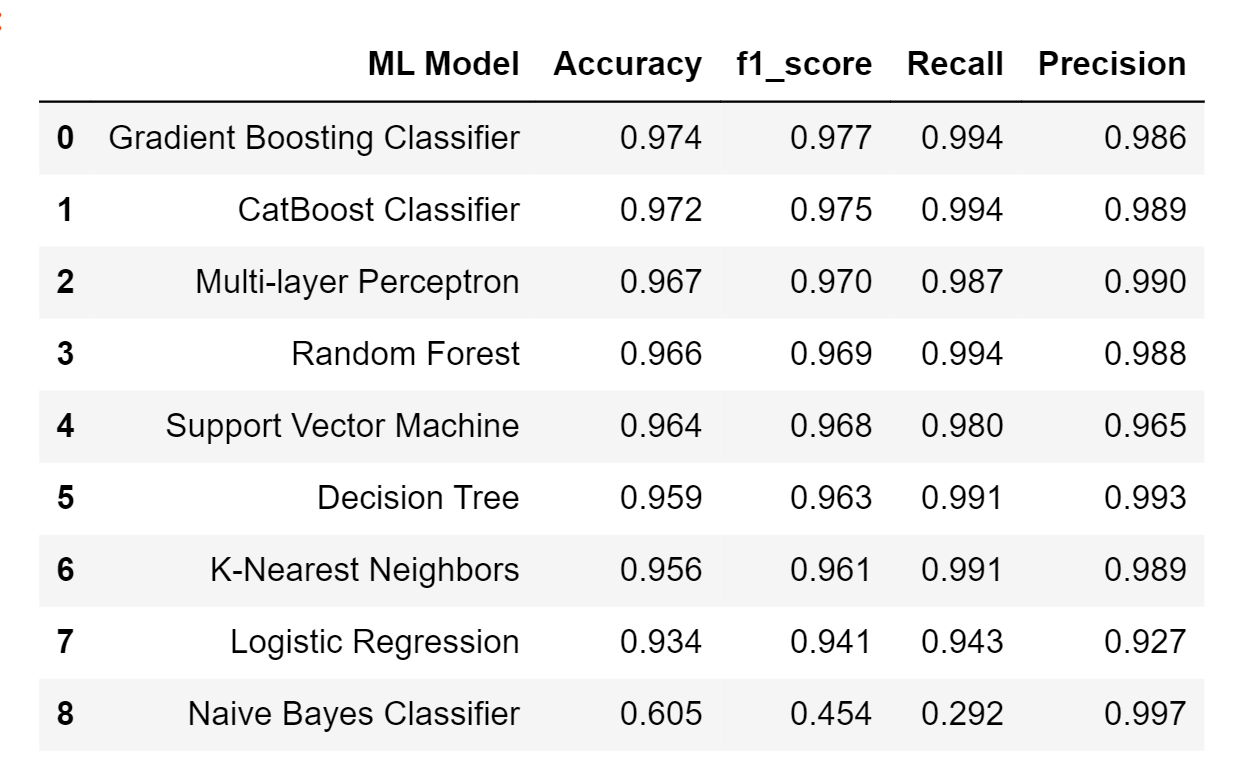 ML Model Accuracy f1_score Recall Precision
0 Gradient Boosting Classifier 0.974 0.977 0.994 0.986
1 CatBoost Classifier 0.972 0.975 0.994 0.989
2 Multi-layer Perceptron 0.967 0.970 0.987 0.990
3 Random Forest 0.966 0.969 0.994 0.988
4 Support Vector Machine 0.964 0.968 0.980 0.965
5 Decision Tree 0.959 0.963 0.991 0.993
6 K-Nearest Neighbors 0.956 0.961 0.991 0.989
7 Logistic Regression 0.934 0.941 0.943 0.927
8 Naive Bayes Classifier 0.605 0.454 0.292 0.997